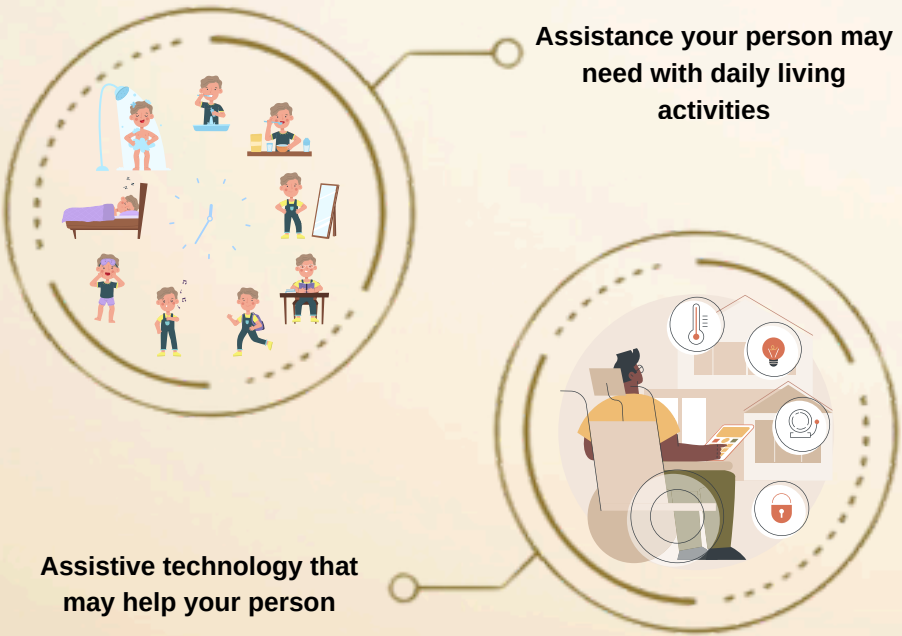 Assistance your person may
need with daily living
activities
Assistive technology that
may help your person